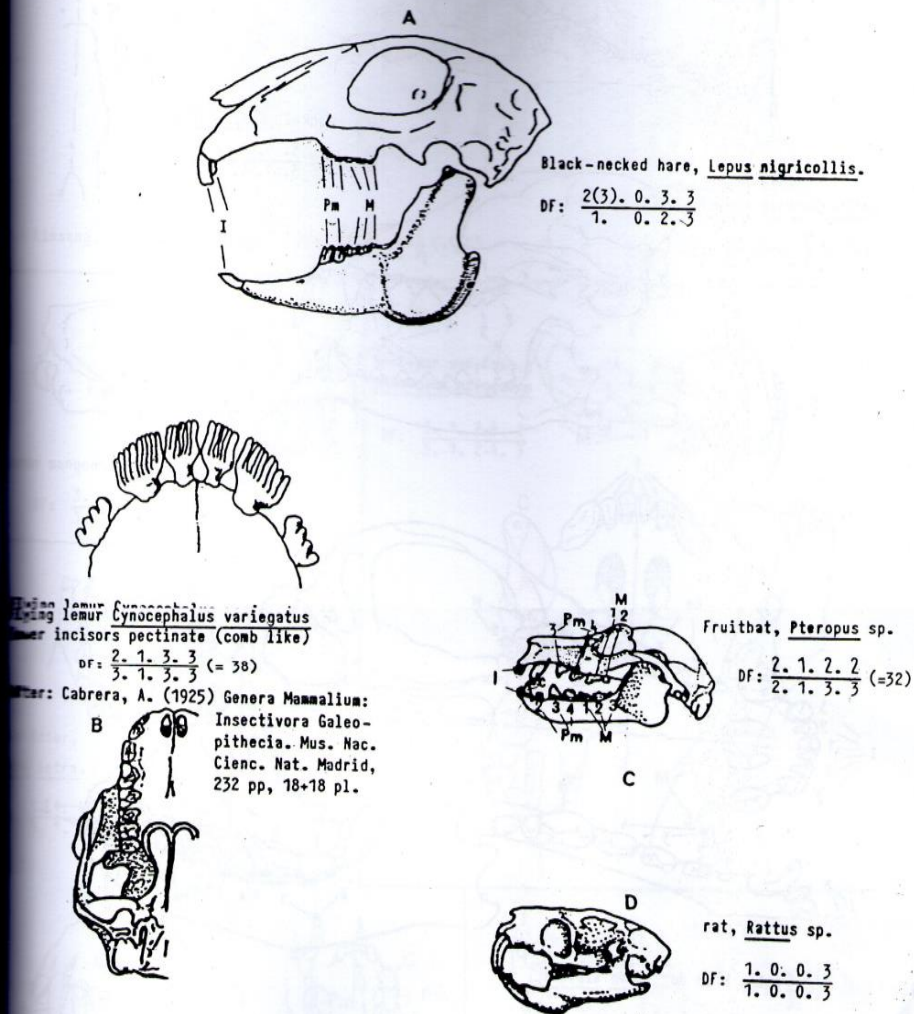 A
Black-necked hare, Lepus nigricollis.
DF: 2(3). 0. 3. 3
1. 0. 2. 3
Pm M
I
lemur Cynocephalus variegatus
incisors pectinate (comb like)
DF: 2. 1. 3. 3 (= 38)
3. 1. 3. 3
Cabrera, A. (1925) Genera Mammalium:
Insectivora Galeo-
pithecia. Mus. Nac.
Cienc. Nat. Madrid,
232 pp, 18+18 pl.
B
M
1 2
3 Pm 4
I
2 3 4 1 2 3
Pm M
C
Fruitbat, Pteropus sp.
DF: 2. 1. 2. 2 (=32)
2. 1. 3. 3
D
rat, Rattus sp.
DF: 1. 0. 0. 3
1. 0. 0. 3